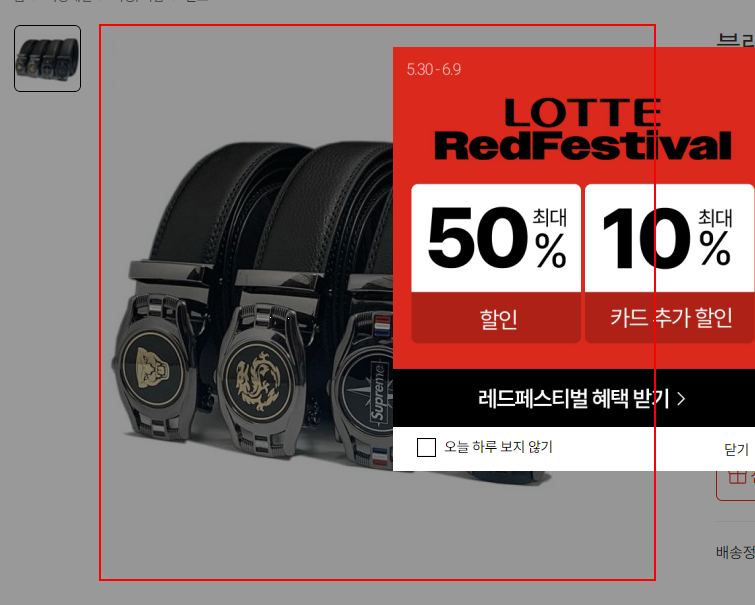 5.30 - 6.9
LOTTE
RedFestival
50 최대 %
할인
10 최대 %
카드 추가 할인
Supreme
레드페스티벌 혜택 받기 >
오늘 하루 보지 않기
닫기
배송정